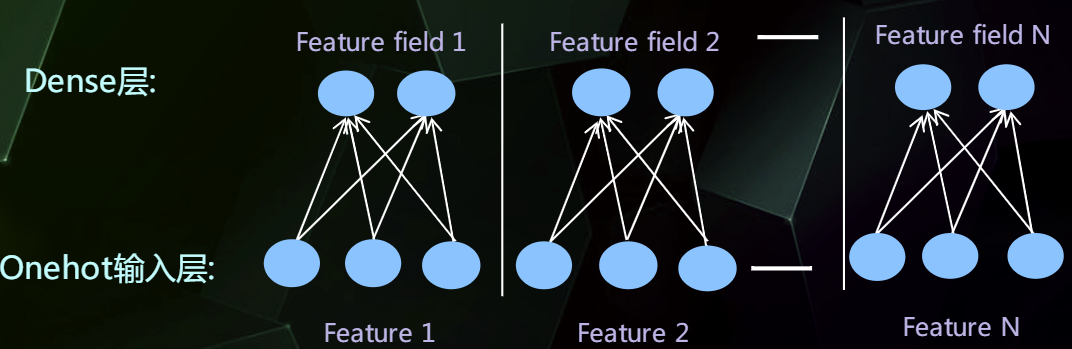 Feature field 1
Feature field 2
Feature field N
Dense层:
Onehot输入层:
Feature 1
Feature 2
Feature N